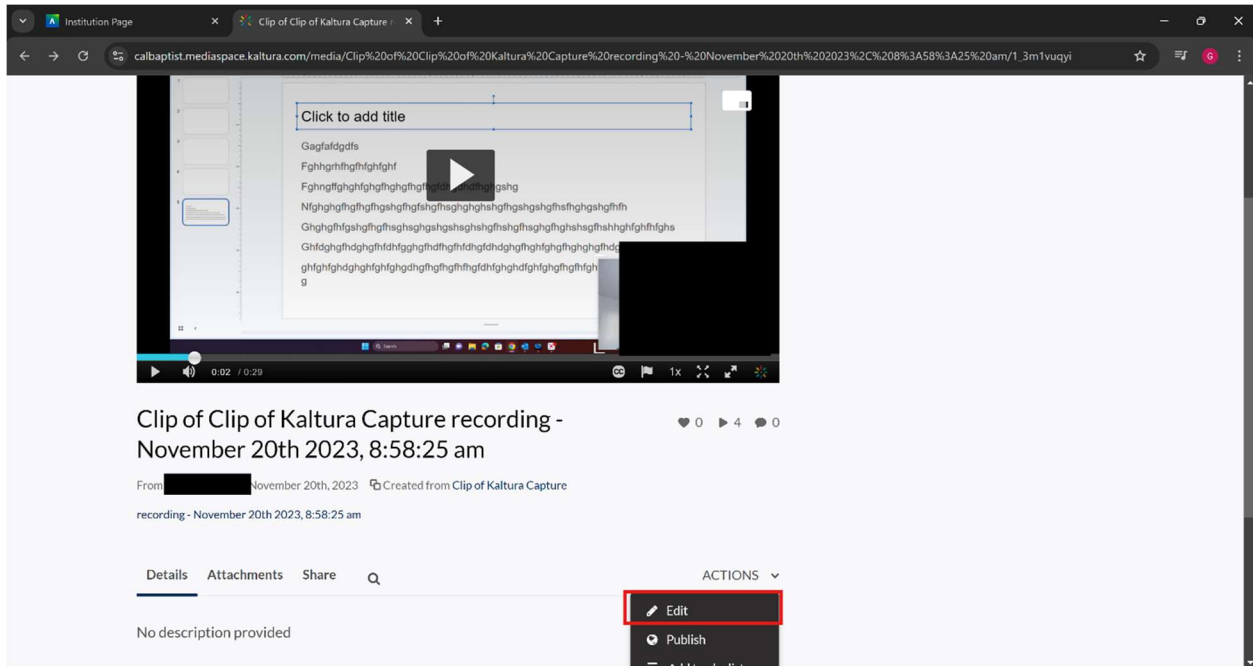 Institution Page
Clip of Clip of Kaltura Capture r
calbaptist.mediaspace.kaltura.com/media/Clip%20of%20Clip%20of%20Kaltura%20Capture%20recording%20-%20November%2020th%202023%2C%208%3A58%3A25%20am/1_3m1vuqyi
G
Click to add title
Gagfafdgdfs
Fghhgrhfhgfhfghfghf
g
Search
0:02 / 0:29
CC
1x
Clip of Clip of Kaltura Capture recording -
November 20th 2023, 8:58:25 am
0 4 0
From November 20th, 2023 Created from Clip of Kaltura Capture
recording - November 20th 2023, 8:58:25 am
Details Attachments Share
ACTIONS
Edit
No description provided
Publish